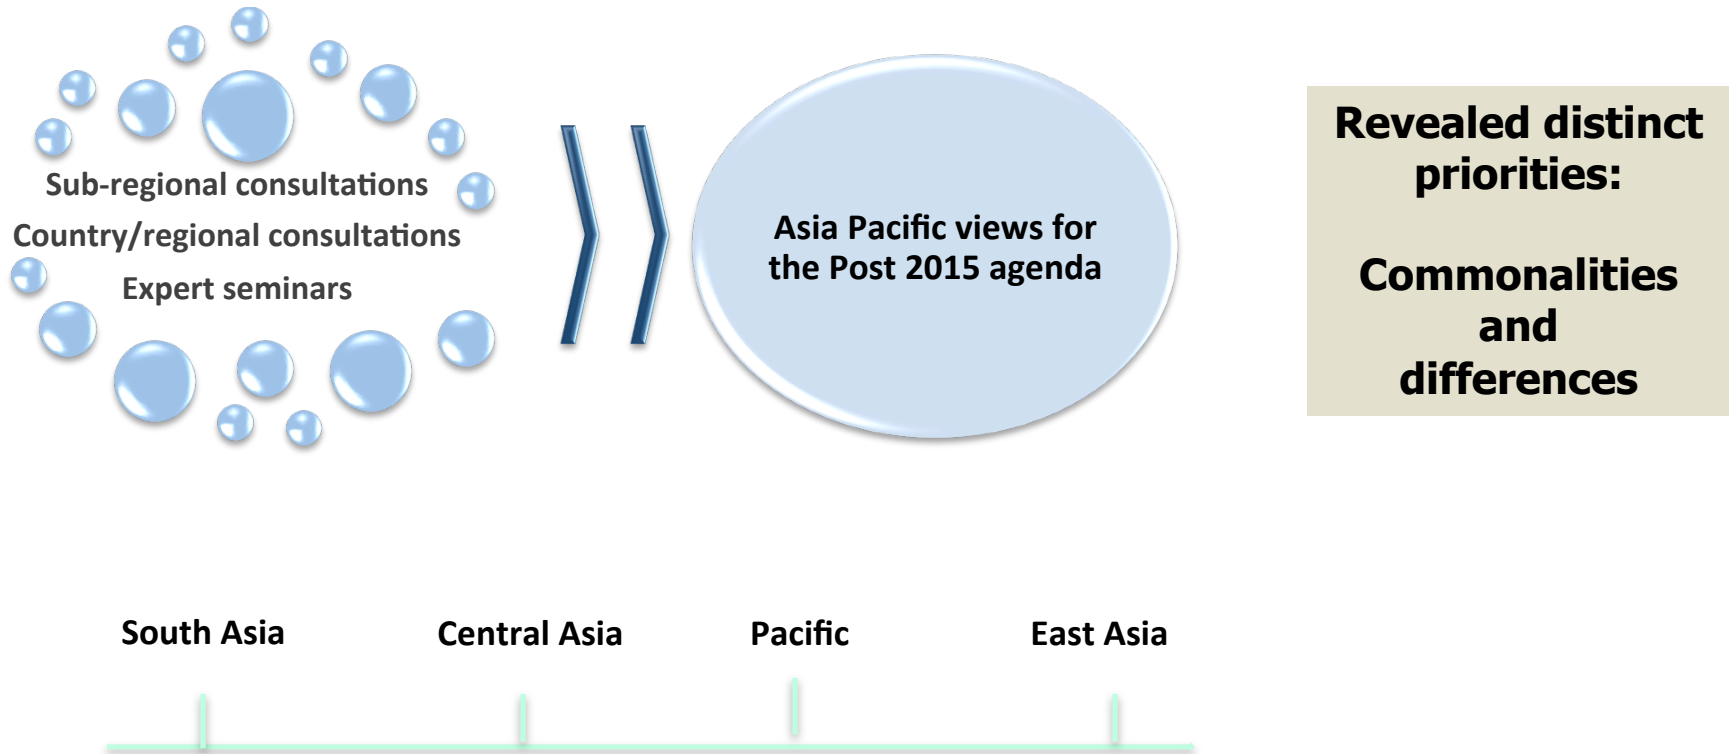 Sub-regional consultations
Country/regional consultations
Expert seminars
Asia Pacific views for
the Post 2015 agenda
Revealed distinct
priorities:
Commonalities
and
differences
South Asia
Central Asia
Pacific
East Asia